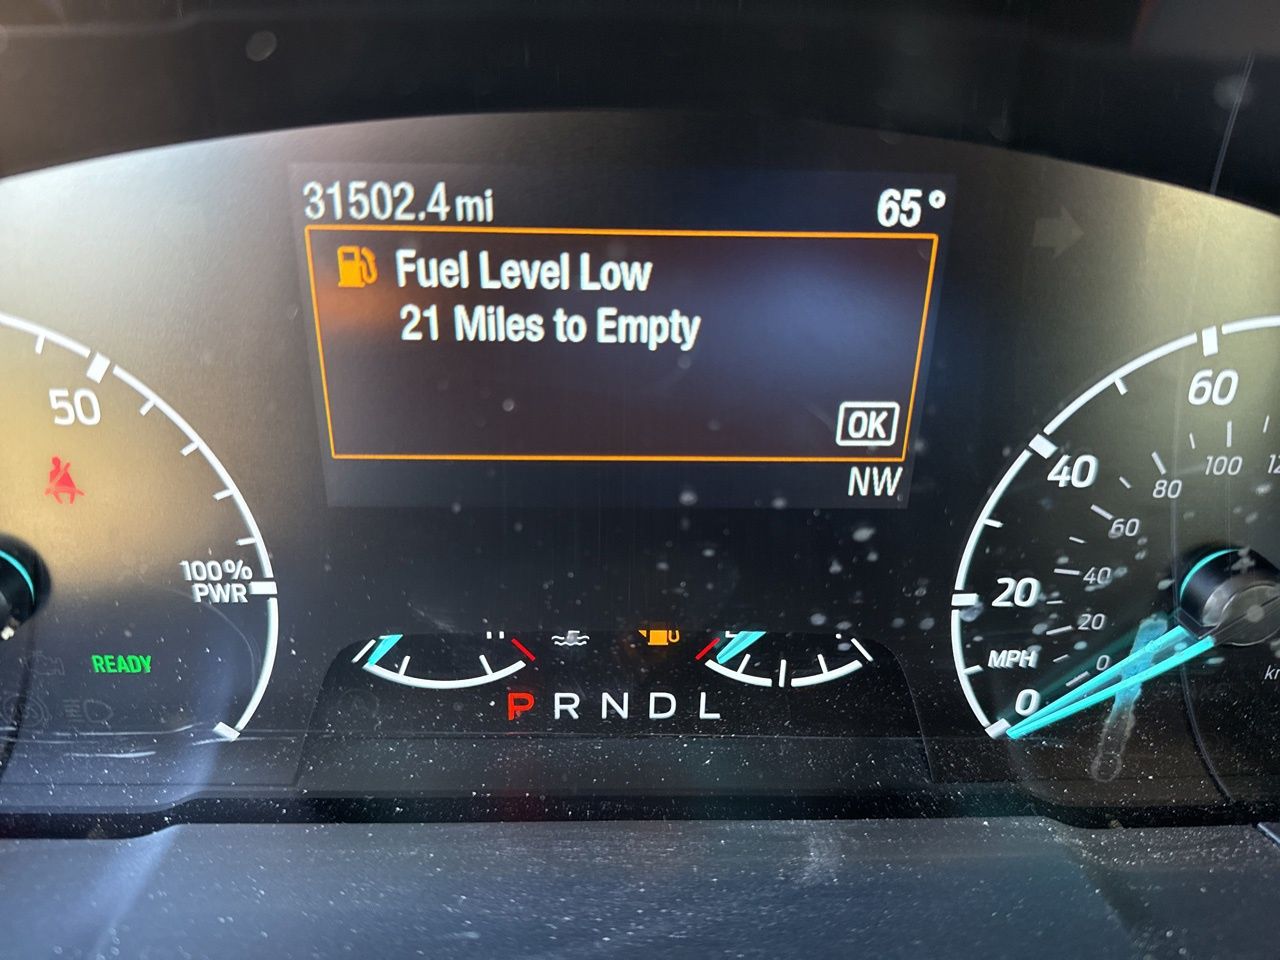 31502.4 mi
65°
Fuel Level Low
21 Miles to Empty
OK
NW
50
100%
PWR
READY
P R N D L
60
40
20
0
MPH
100
80
60
40
20
0